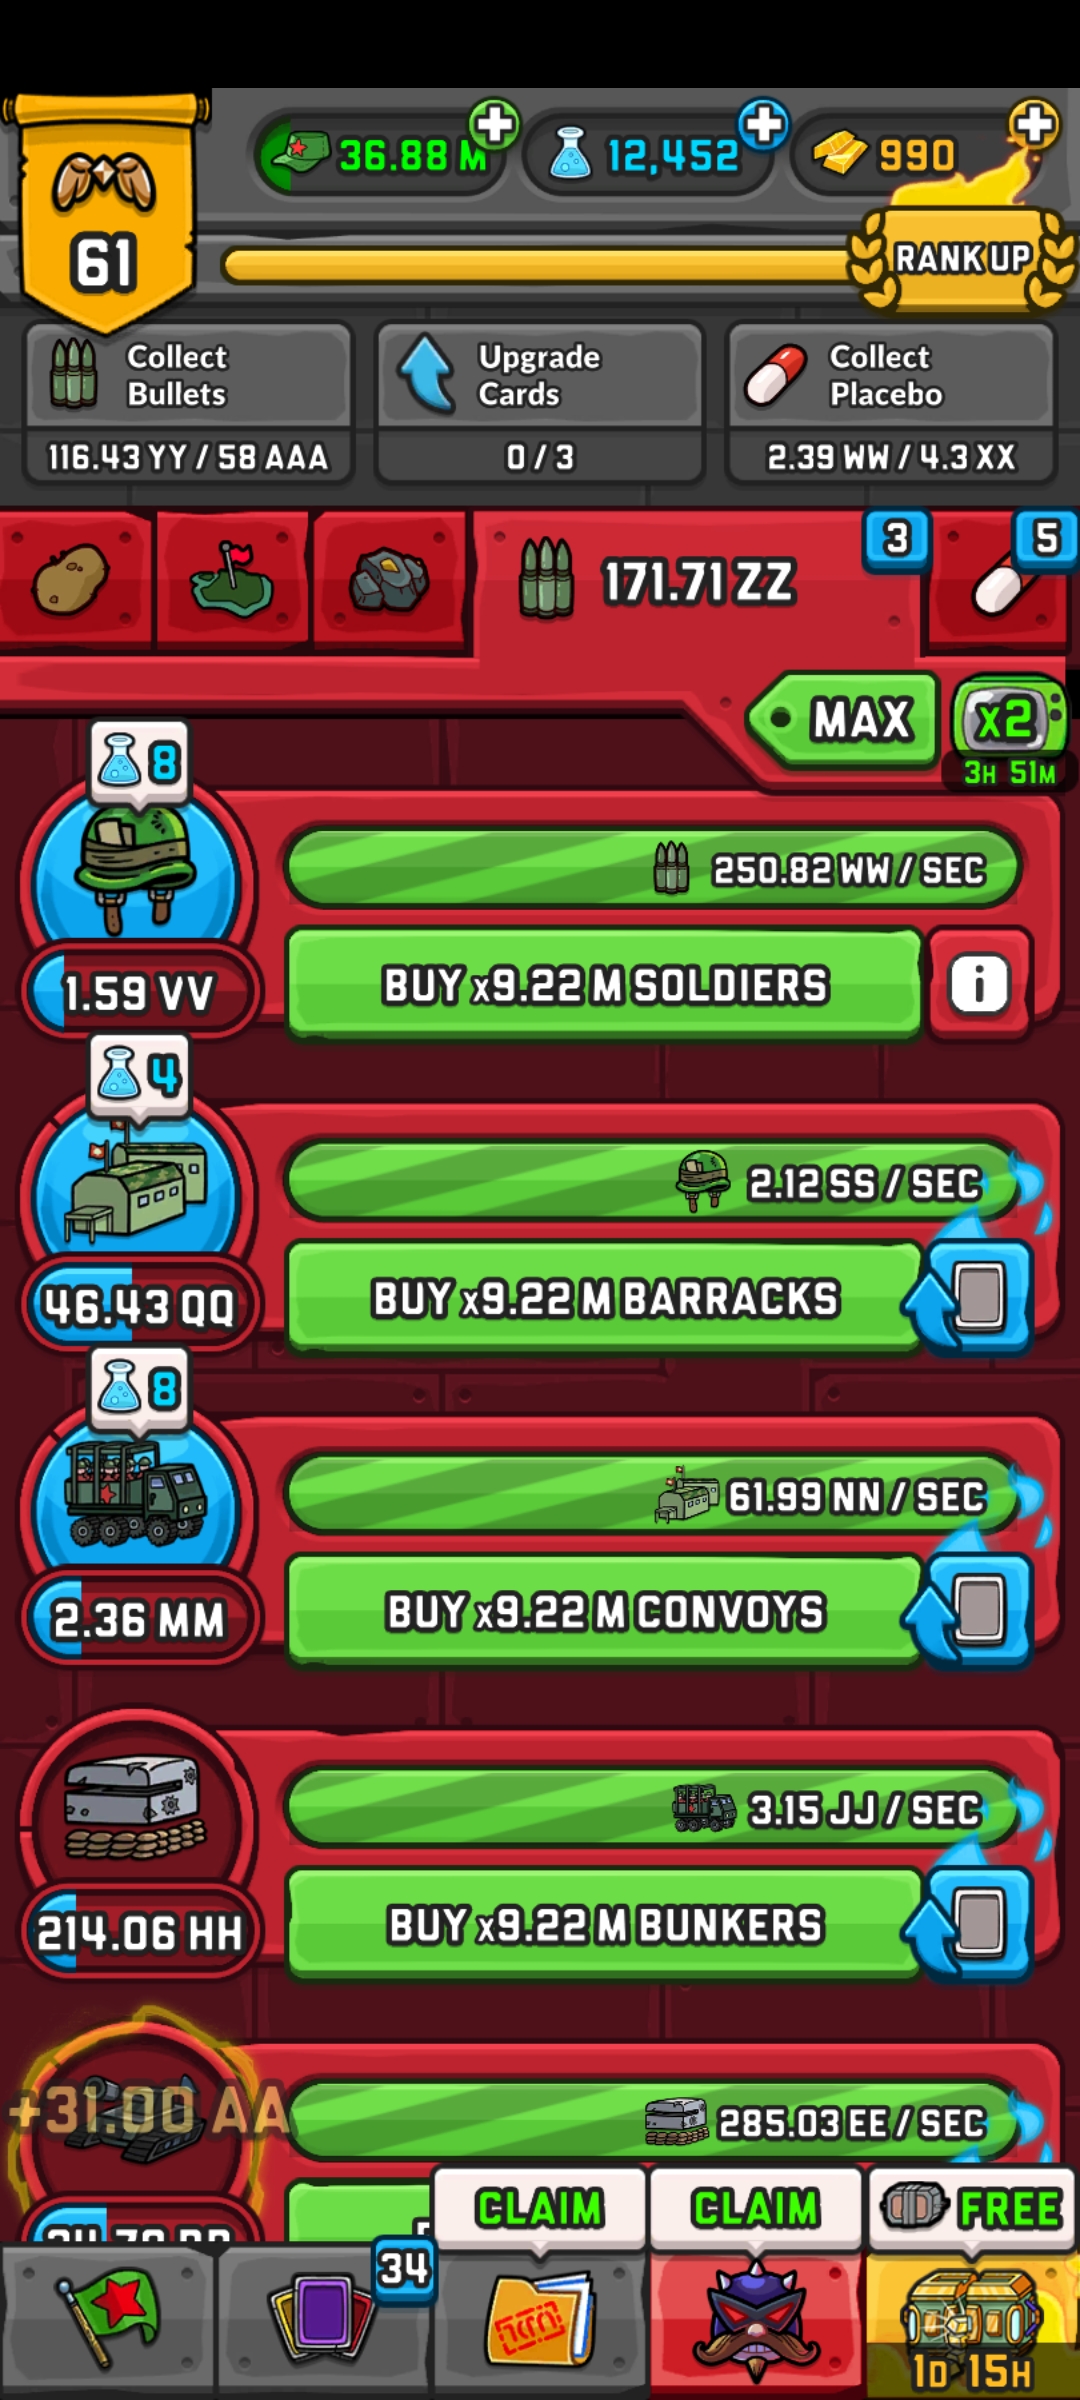 36.88 M
12,452
990
61
RANK UP
Collect
Bullets
116.43 YY / 58 AAA
Upgrade
Cards
0 / 3
Collect
Placebo
2.39 WW / 4.3 XX
171.71 ZZ
3
5
MAX
x2
3H 51M
8
250.82 WW / SEC
1.59 VV
BUY x9.22 M SOLDIERS
i
4
2.12 SS / SEC
46.43 QQ
BUY x9.22 M BARRACKS
8
61.99 NN / SEC
2.36 MM
BUY x9.22 M CONVOYS
3.15 JJ / SEC
214.06 HH
BUY x9.22 M BUNKERS
+31.00 AA
285.03 EE / SEC
CLAIM
CLAIM
FREE
34
1D 15H